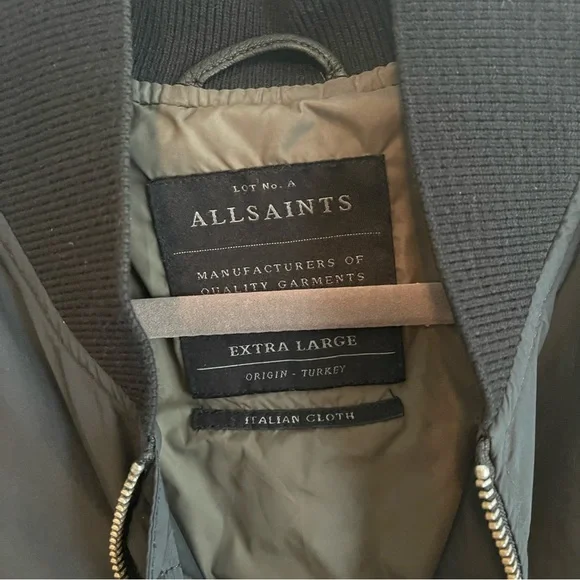 LOT No. A
ALLSAINTS
MANUFACTURERS OF
QUALITY GARMENTS
EXTRA LARGE
ORIGIN - TURKEY
ITALIAN CLOTH